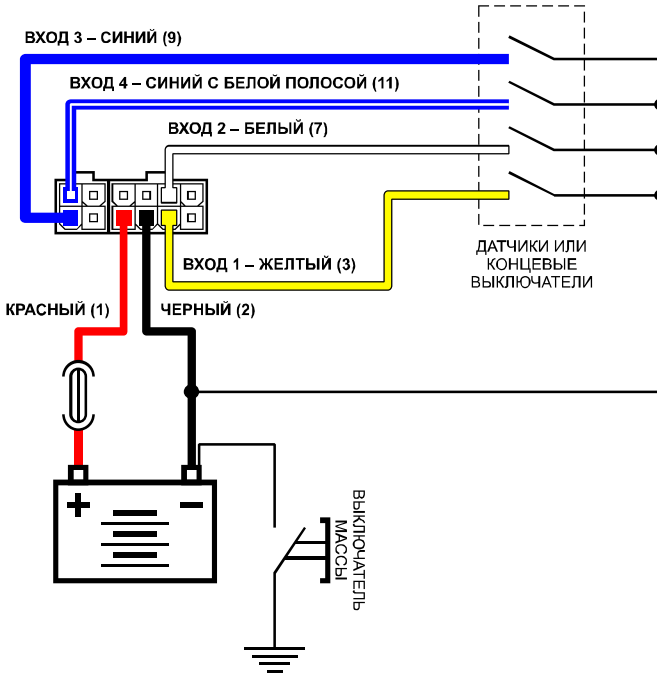 ВХОД 3 – СИНИЙ (9)
ВХОД 4 – СИНИЙ С БЕЛОЙ ПОЛОСОЙ (11)
ВХОД 2 – БЕЛЫЙ (7)
ДАТЧИКИ ИЛИ
КОНЦЕВЫЕ
ВЫКЛЮЧАТЕЛИ
ВХОД 1 – ЖЕЛТЫЙ (3)
КРАСНЫЙ (1)
ЧЕРНЫЙ (2)
+ –
ВЫКЛЮЧАТЕЛЬ
МАССЫ